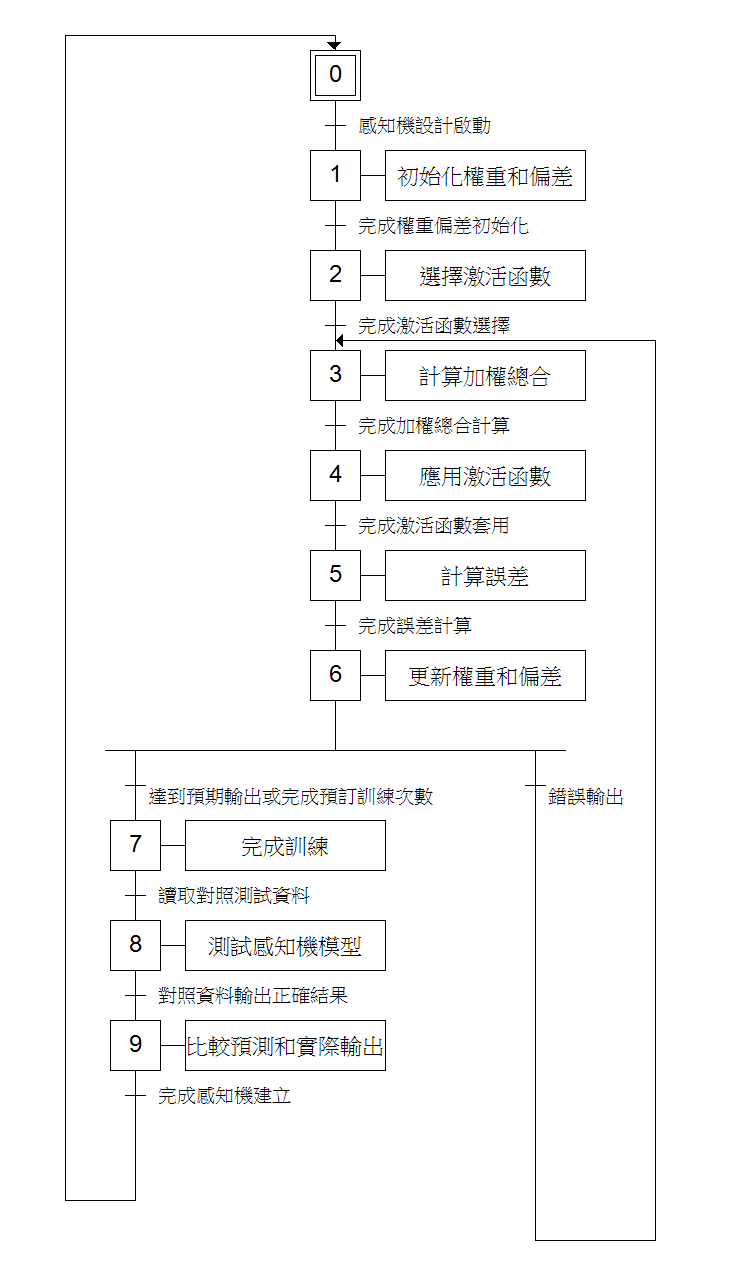 0
感知機設計啟動
1
初始化權重和偏差
完成權重偏差初始化
2
選擇激活函數
完成激活函數選擇
3
計算加權總合
完成加權總合計算
4
應用激活函數
完成激活函數套用
5
計算誤差
完成誤差計算
6
更新權重和偏差
達到預期輸出或完成預訂訓練次數
錯誤輸出
7
完成訓練
讀取對照測試資料
8
測試感知機模型
對照資料輸出正確結果
9
比較預測和實際輸出
完成感知機建立